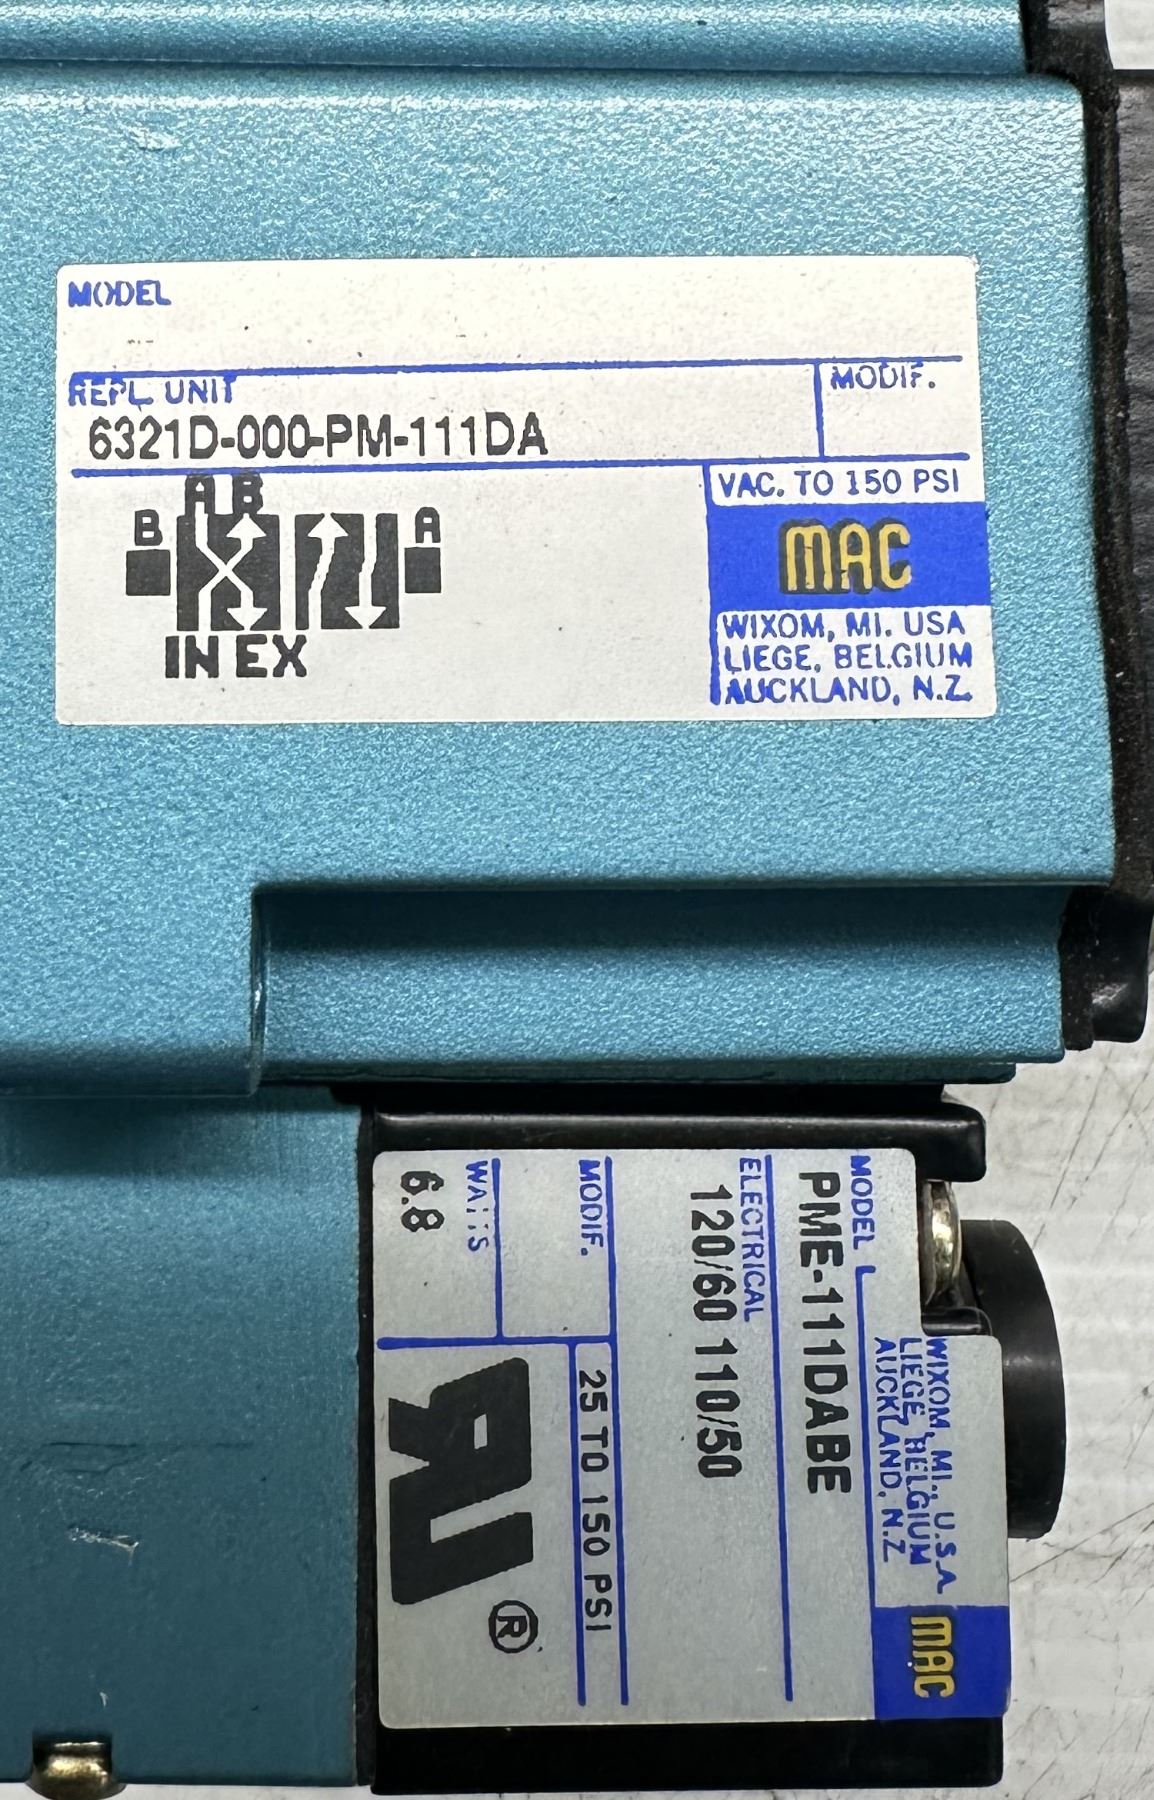 MODEL
REPL. UNIT
MODIF.
6321D-000-PM-111DA
VAC. TO 150 PSI
A B
B
A
IN EX
MAC
WIXOM, MI. USA
LIEGE, BELGIUM
AUCKLAND, N.Z.
MODEL
PME-111DABE
WIXOM, MI., U.S.A
LIEGE, BELGIUM
AUCKLAND, N.Z
MAC
ELECTRICAL
120/60 110/50
MODIF.
25 TO 150 PSI
WATTS
6.8
®